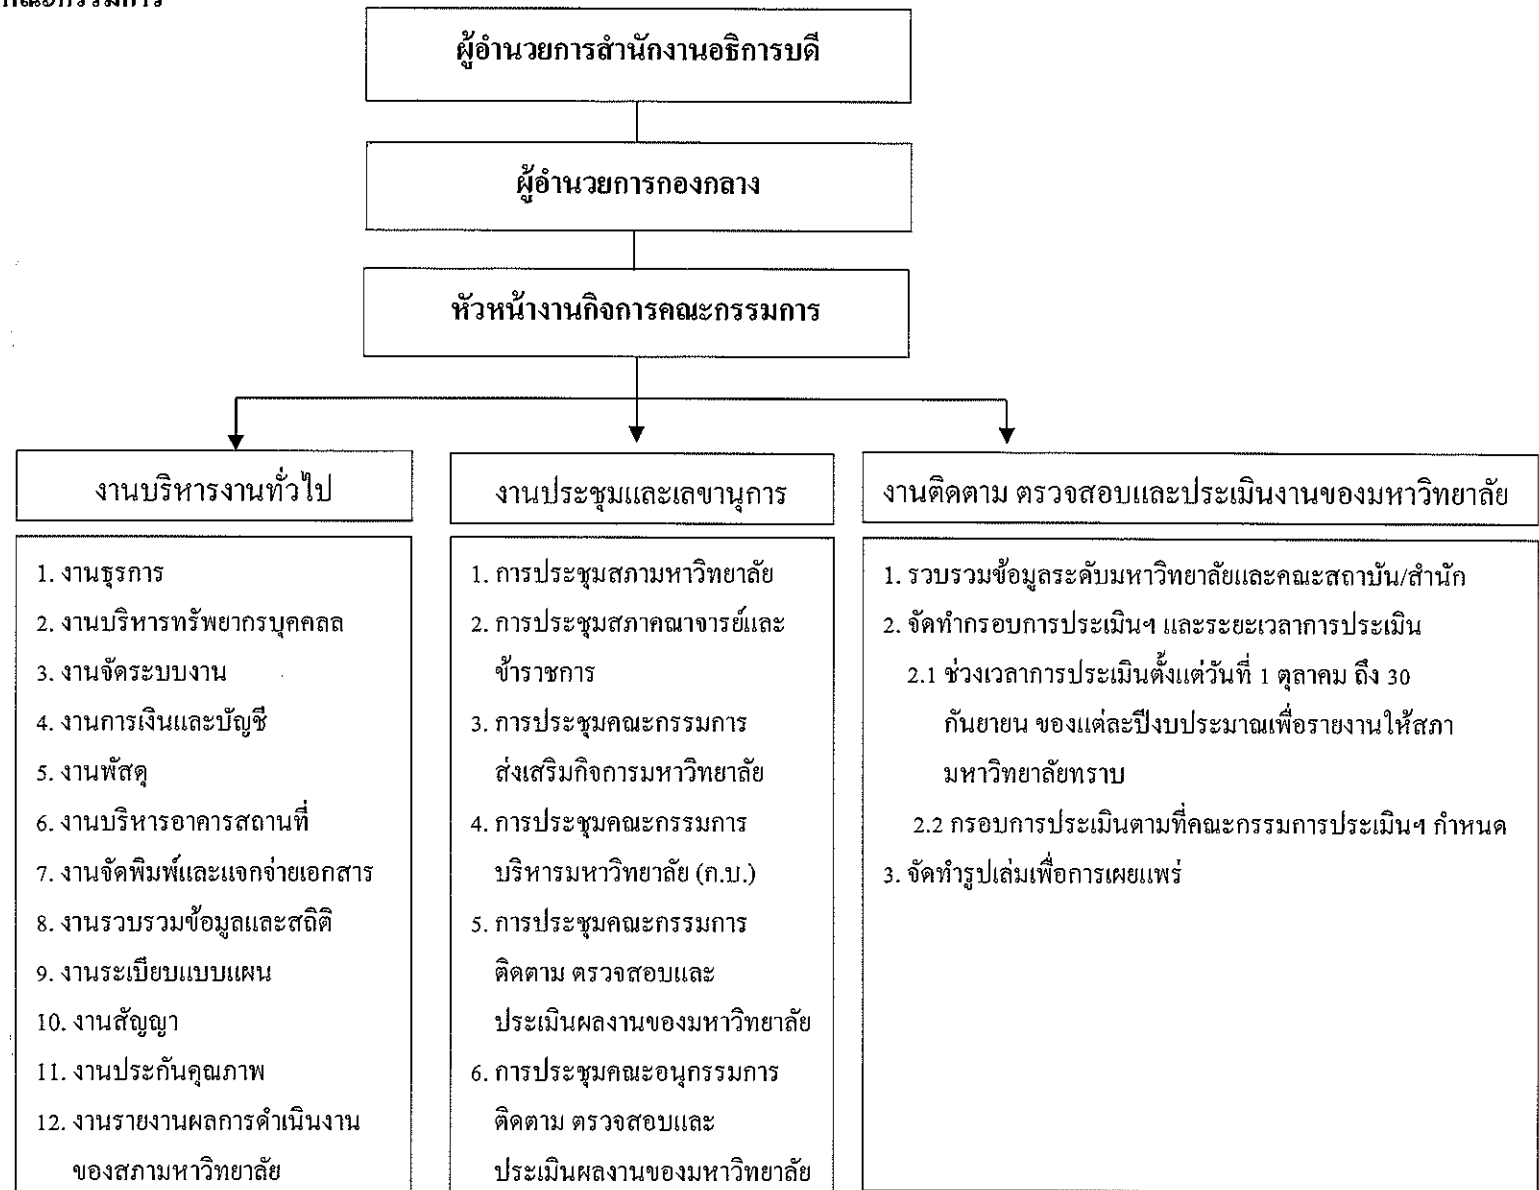 ผู้อำนวยการสำนักงานอธิการบดี
ผู้อำนวยการกองกลาง
หัวหน้างานกิจการคณะกรรมการ
งานบริหารงานทั่วไป
1. งานธุรการ
2. งานบริหารทรัพยากรบุคคลล
3. งานจัดระบบงาน
4. งานการเงินและบัญชี
5. งานพัสดุ
6. งานบริหารอาคารสถานที่
7. งานจัดพิมพ์และแจกจ่ายเอกสาร
8. งานรวบรวมข้อมูลและสถิติ
9. งานระเบียบแบบแผน
10. งานสัญญา
11. งานประกันคุณภาพ
12. งานรายงานผลการดำเนินงาน
ของสภามหาวิทยาลัย
งานประชุมและเลขานุการ
1. การประชุมสภามหาวิทยาลัย
2. การประชุมสภาคณาจารย์และ
ข้าราชการ
3. การประชุมคณะกรรมการ
ส่งเสริมกิจการมหาวิทยาลัย
4. การประชุมคณะกรรมการ
บริหารมหาวิทยาลัย (ก.บ.)
5. การประชุมคณะกรรมการ
ติดตาม ตรวจสอบและ
ประเมินผลงานของมหาวิทยาลัย
6. การประชุมคณะอนุกรรมการ
ติดตาม ตรวจสอบและ
ประเมินผลงานของมหาวิทยาลัย
งานติดตาม ตรวจสอบและประเมินงานของมหาวิทยาลัย
1. รวบรวมข้อมูลระดับมหาวิทยาลัยและคณะสถาบัน/สำนัก
2. จัดทำกรอบการประเมินฯ และระยะเวลาการประเมิน
2.1 ช่วงเวลาการประเมินตั้งแต่วันที่ 1 ตุลาคม ถึง 30
กันยายน ของแต่ละปีงบประมาณเพื่อรายงานให้สภา
มหาวิทยาลัยทราบ
2.2 กรอบการประเมินตามที่คณะกรรมการประเมินฯ กำหนด
3. จัดทำรูปเล่มเพื่อการเผยแพร่